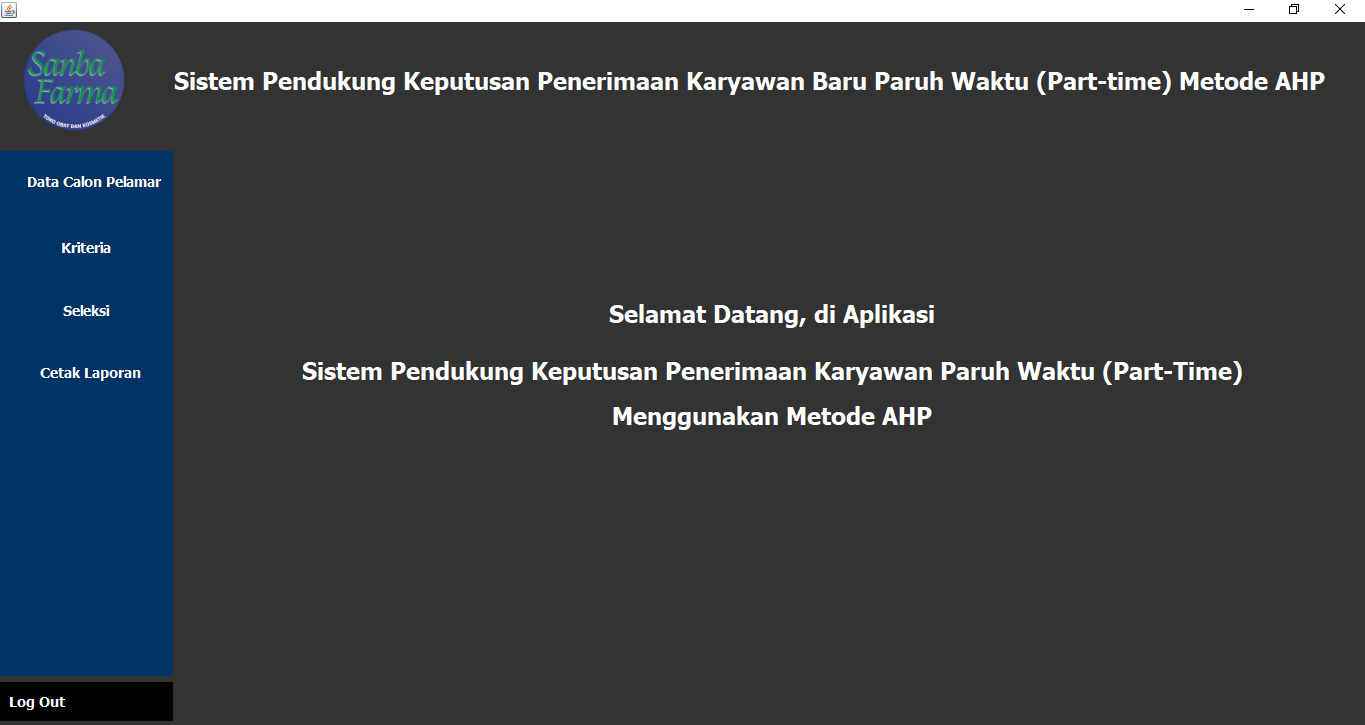 Sanba
Farma
TOKO OBAT DAN KOSMETIK
Sistem Pendukung Keputusan Penerimaan Karyawan Baru Paruh Waktu (Part-time) Metode AHP
Data Calon Pelamar
Kriteria
Seleksi
Cetak Laporan
Log Out
Selamat Datang, di Aplikasi
Sistem Pendukung Keputusan Penerimaan Karyawan Paruh Waktu (Part-Time)
Menggunakan Metode AHP